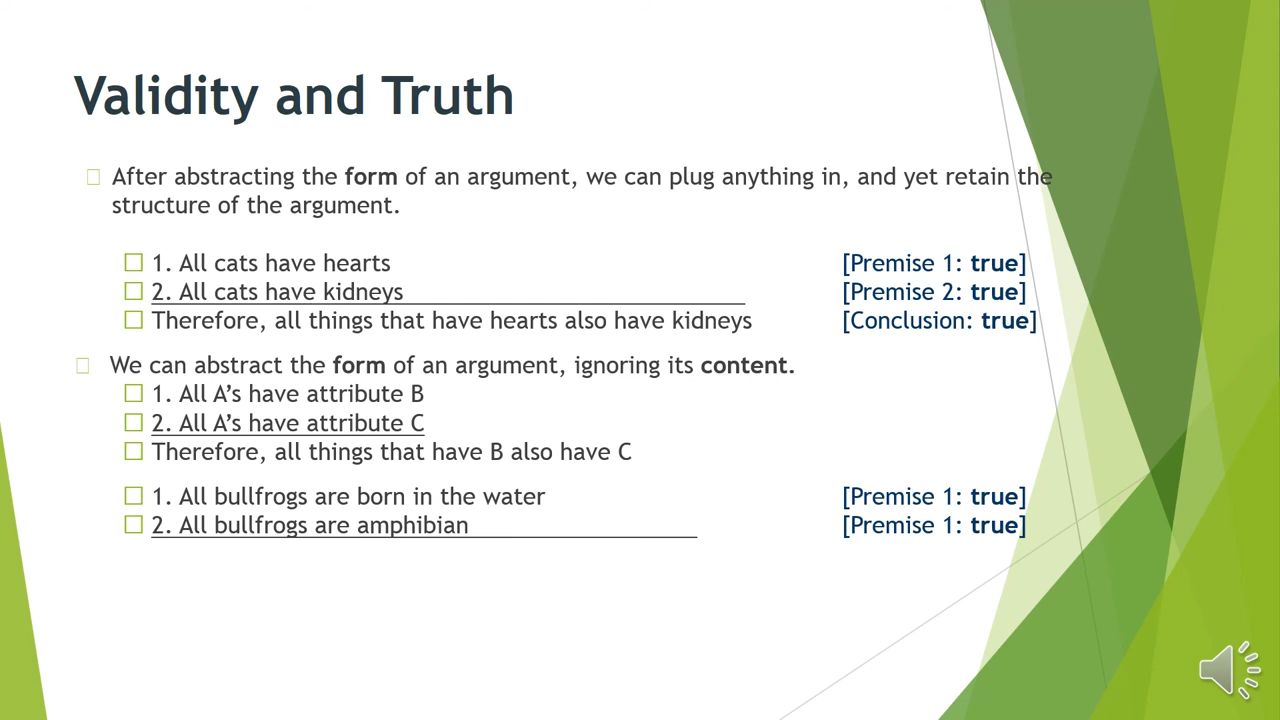 Validity and Truth
After abstracting the form of an argument, we can plug anything in, and yet retain the
structure of the argument.
1. All cats have hearts [Premise 1: true]
2. All cats have kidneys [Premise 2: true]
Therefore, all things that have hearts also have kidneys [Conclusion: true]
We can abstract the form of an argument, ignoring its content.
1. All A’s have attribute B
2. All A’s have attribute C
Therefore, all things that have B also have C
1. All bullfrogs are born in the water [Premise 1: true]
2. All bullfrogs are amphibian [Premise 1: true]